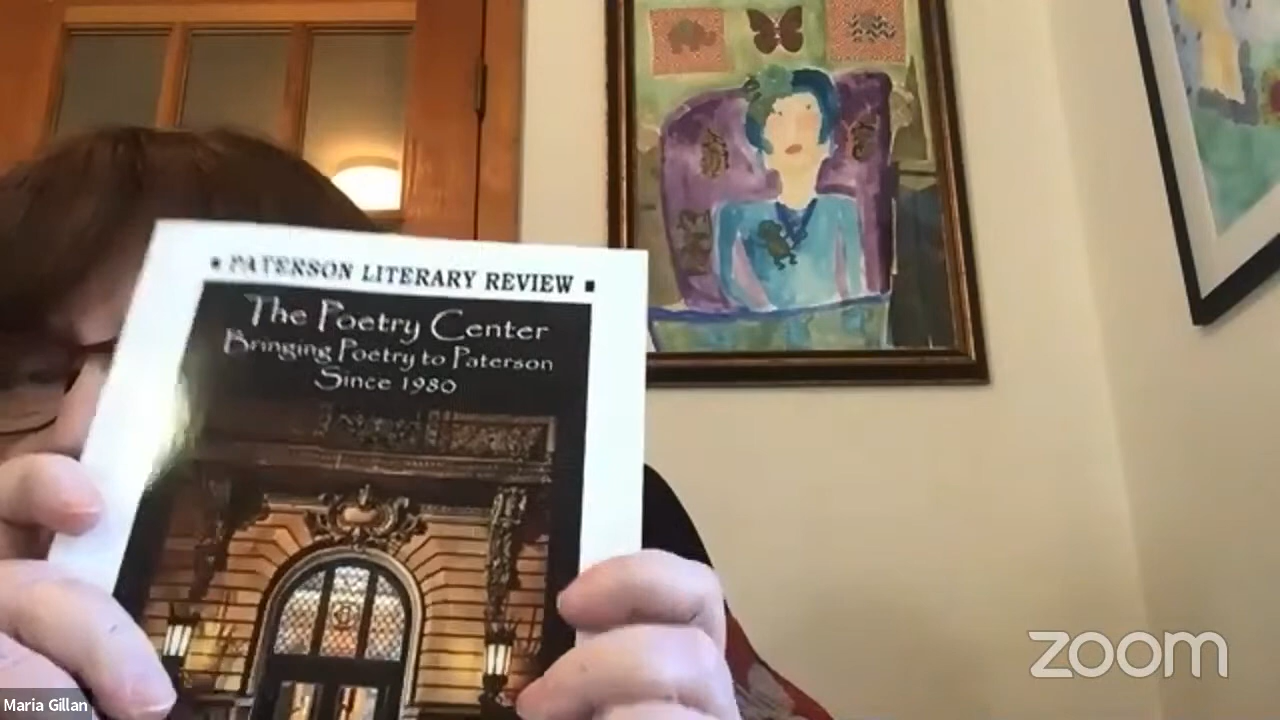 ▪ PATERSON LITERARY REVIEW ▪
The Poetry Center
Bringing Poetry to Paterson
Since 1980
zoom
Maria Gillan